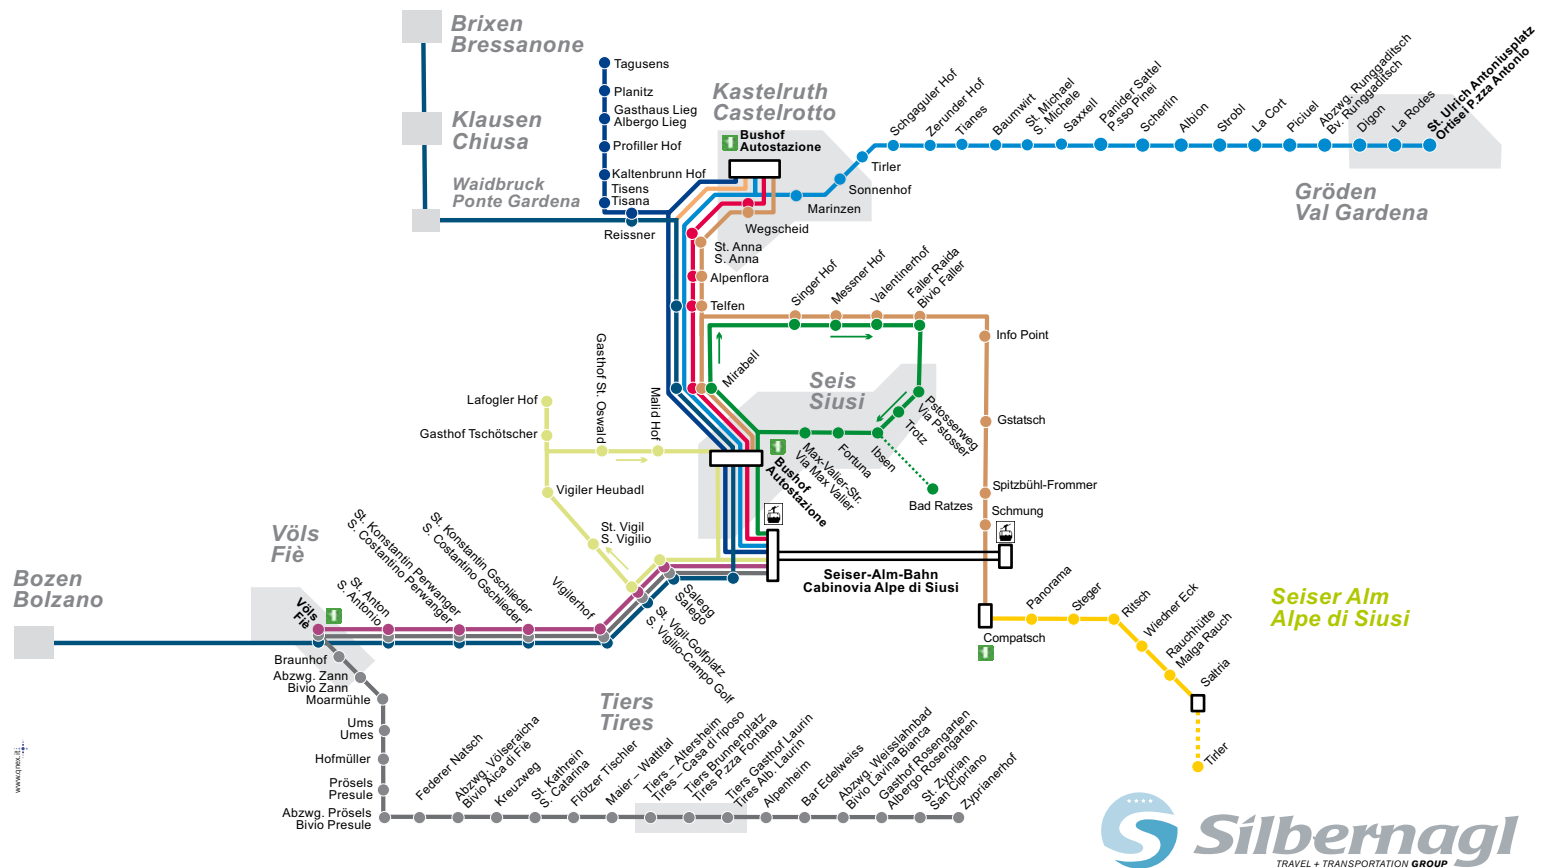 Brixen
Bressanone
Klausen
Chiusa
Waidbruck
Ponte Gardena
Tagusens
Planitz
Gasthaus Lieg
Albergo Lieg
Profiller Hof
Kaltenbrunn Hof
Tisens
Tisana
Reissner
Kastelruth
Castelrotto
Bushof
Autostazione
Wegscheid
Marinzen
Sonnenhof
Tirler
Schgaguler Hof
Zerunder Hof
Tianes
Baumwirt
St. Michael
S. Michele
Saxxell
Panider Sattel
P.sso Pinei
Scherlin
Albion
Strobl
La Cort
Piciuel
Abzwg. Runggaditsch
Bv. Runggaditsch
Digon
La Rodes
St. Ulrich Antoniusplatz
Ortisei P.zza Antonio
Gröden
Val Gardena
St. Anna
S. Anna
Alpenflora
Telfen
Singer Hof
Messner Hof
Valentinerhof
Faller Raida
Bivio Faller
Info Point
Gstatsch
Spitzbühl-Frommer
Schmung
Mirabell
Seis
Siusi
Pstosserweg
Via Pstosser
Trotz
Ibsen
Fortuna
Max-Valier-Str.
Via Max Valier
Bad Ratzes
Bushof
Autostazione
Gasthof St. Oswald
Malid Hof
Lafogler Hof
Gasthof Tschötscher
Vigiler Heubadl
St. Vigil
S. Vigilio
Völs
Fiè
Bozen
Bolzano
Völs
Fiè
St. Anton
S. Antonio
St. Konstantin Perwanger
S. Costantino Perwanger
St. Konstantin Gschlieder
S. Costantino Gschlieder
Vigilerhof
Salegg
Salego
St. Vigil-Golfplatz
S. Vigilio-Campo Golf
Seiser-Alm-Bahn
Cabinovia Alpe di Siusi
Compatsch
Panorama
Steger
Ritsch
Wiedner Eck
Rauchhütte
Malga Rauch
Saltria
Tirler
Seiser Alm
Alpe di Siusi
Braunhof
Abzwg. Zann
Bivio Zann
Moarmühle
Ums
Umes
Hofmüller
Prösels
Presule
Abzwg. Prösels
Bivio Presule
Tiers
Tires
Federer Natsch
Abzwg. Völseraicha
Bivio Aica di Fiè
Kreuzweg
St. Kathrein
S. Catarina
Flötzer Tischler
Maier – Wattltal
Tiers – Altersheim
Tires – Casa di riposo
Tiers Brunnenplatz
Tires P.zza Fontana
Tiers Gasthof Laurin
Tires Alb. Laurin
Alpenheim
Bar Edelweiss
Abzwg. Weisslahnbad
Bivio Lavina Bianca
Gasthof Rosengarten
Albergo Rosengarten
St. Zyprian
San Cipriano
Zyprianerhof
www.qnex.it
Silbernagl
TRAVEL + TRANSPORTATION GROUP